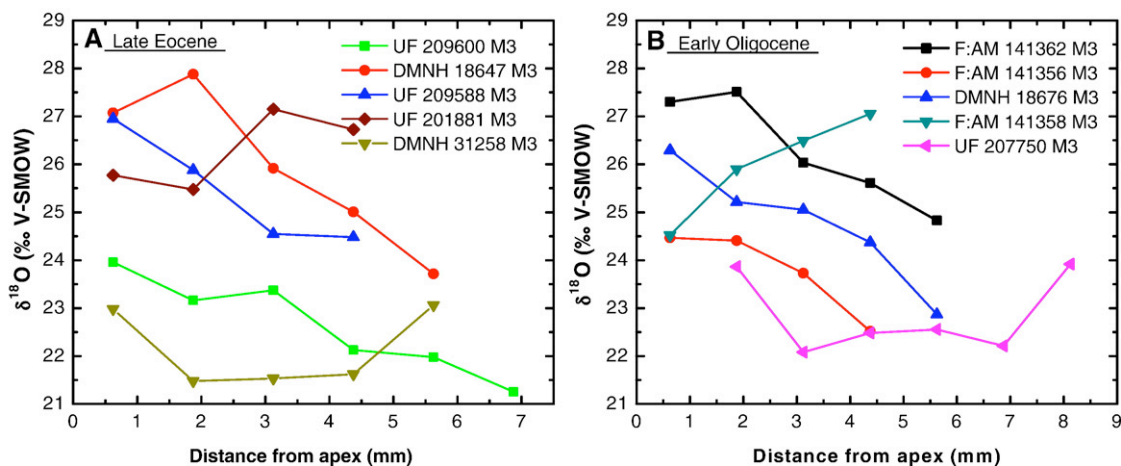 A Late Eocene
UF 209600 M3
DMNH 18647 M3
UF 209588 M3
UF 201881 M3
DMNH 31258 M3
δ18O (‰ V-SMOW)
29
28
27
26
25
24
23
22
21
0 1 2 3 4 5 6 7 8
Distance from apex (mm)
B Early Oligocene
F:AM 141362 M3
F:AM 141356 M3
DMNH 18676 M3
F:AM 141358 M3
UF 207750 M3
δ18O (‰ V-SMOW)
29
28
27
26
25
24
23
22
21
0 1 2 3 4 5 6 7 8 9
Distance from apex (mm)